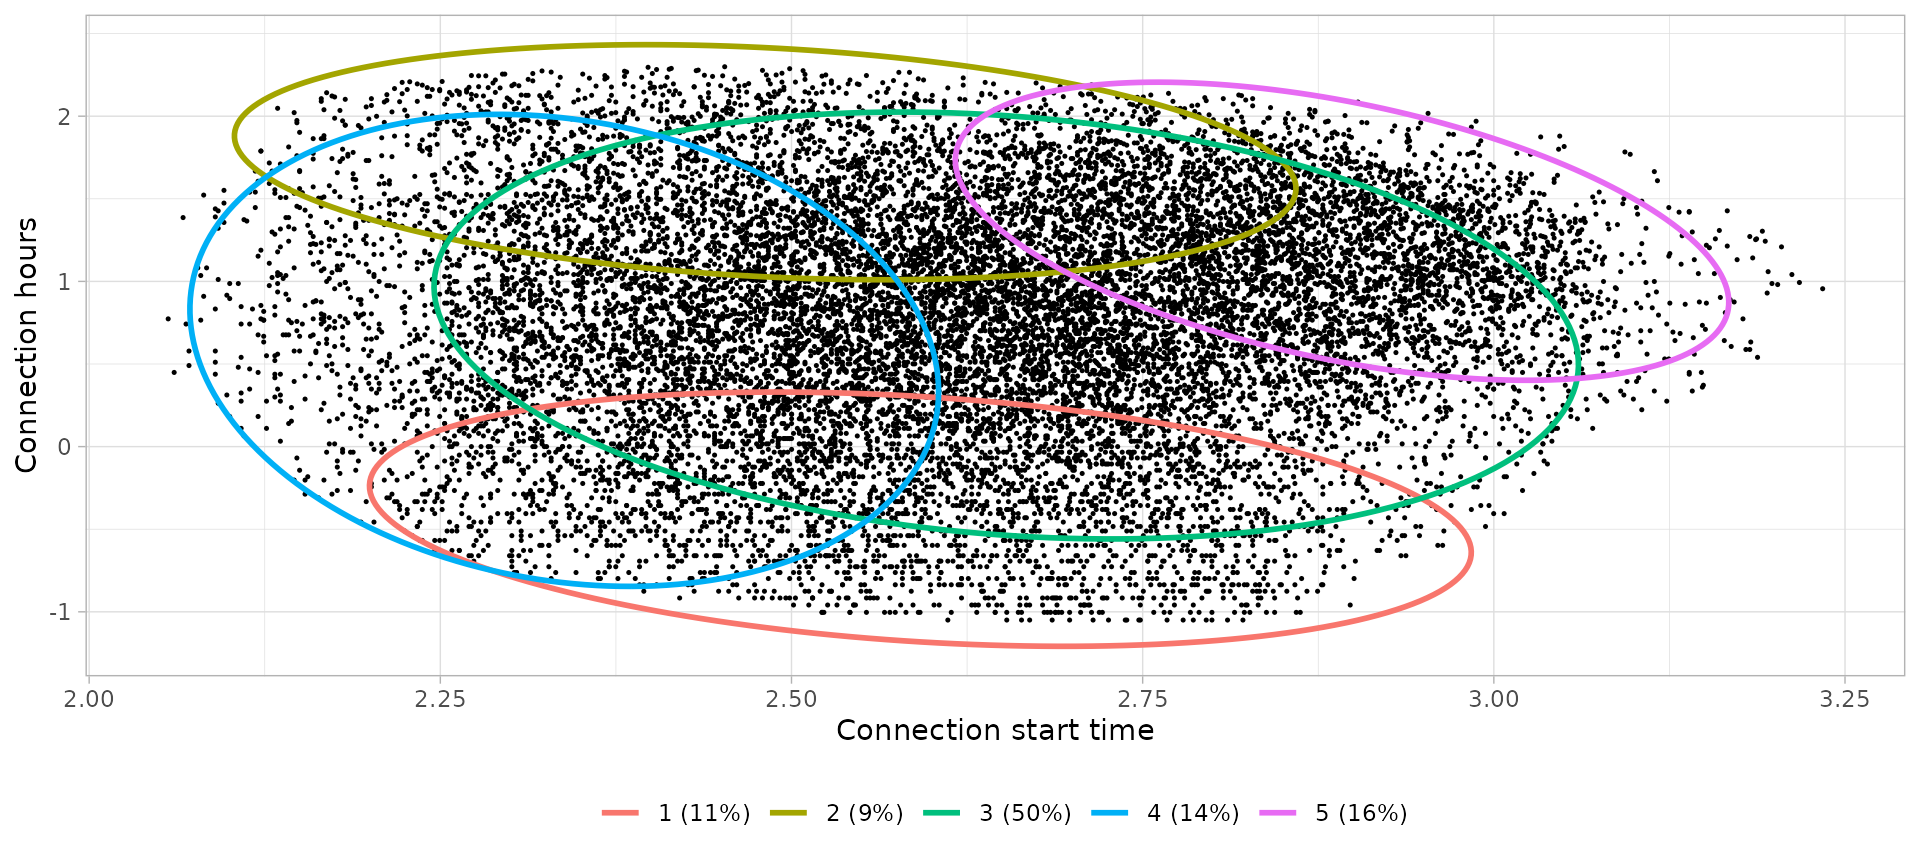 Connection hours
2
1
0
-1
2.00 2.25 2.50 2.75 3.00 3.25
Connection start time
1 (11%) 2 (9%) 3 (50%) 4 (14%) 5 (16%)